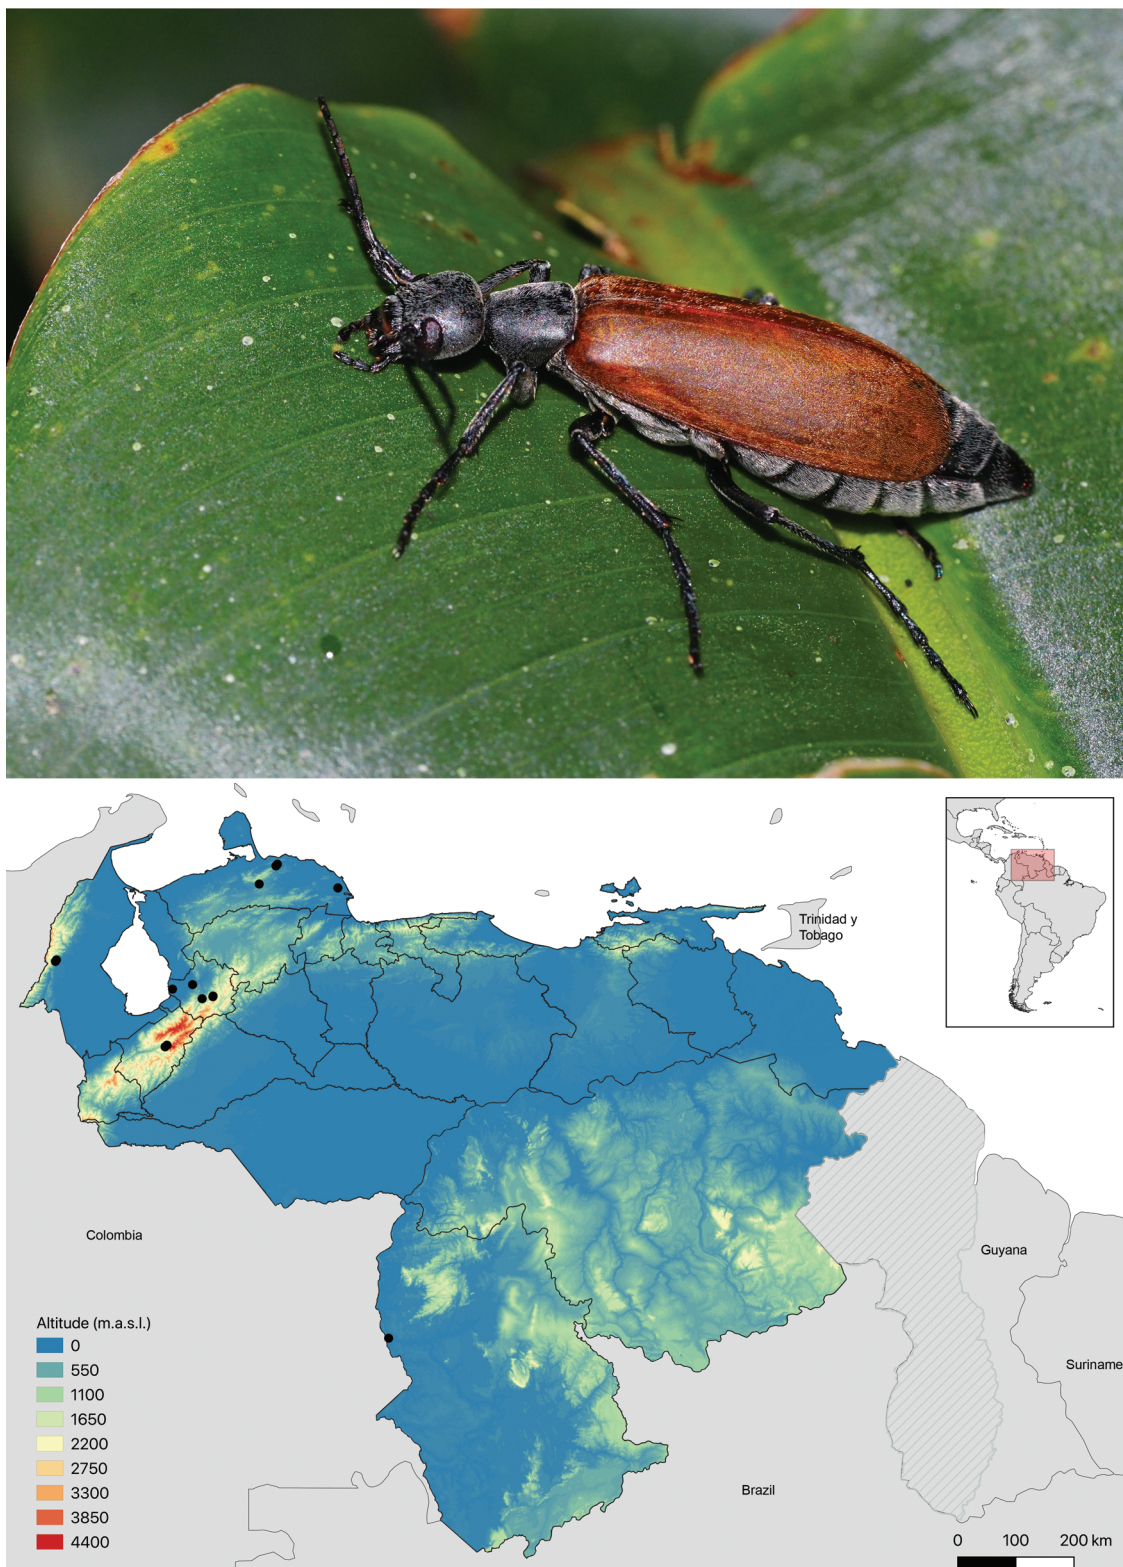 Trinidad y
Tobago
Colombia
Guyana
Suriname
Brazil
Altitude (m.a.s.l.)
0
550
1100
1650
2200
2750
3300
3850
4400
0 100 200 km